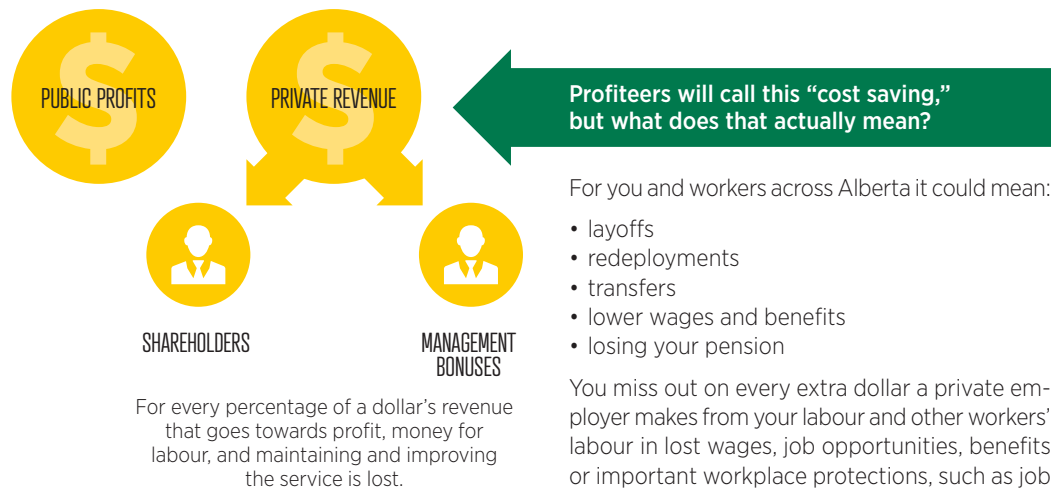 PUBLIC PROFITS
PRIVATE REVENUE
SHAREHOLDERS
MANAGEMENT
BONUSES
For every percentage of a dollar’s revenue
that goes towards profit, money for
labour, and maintaining and improving
the service is lost.
Profiteers will call this “cost saving,”
but what does that actually mean?
For you and workers across Alberta it could mean:
• layoffs
• redeployments
• transfers
• lower wages and benefits
• losing your pension
You miss out on every extra dollar a private em-
ployer makes from your labour and other workers’
labour in lost wages, job opportunities, benefits
or important workplace protections, such as job